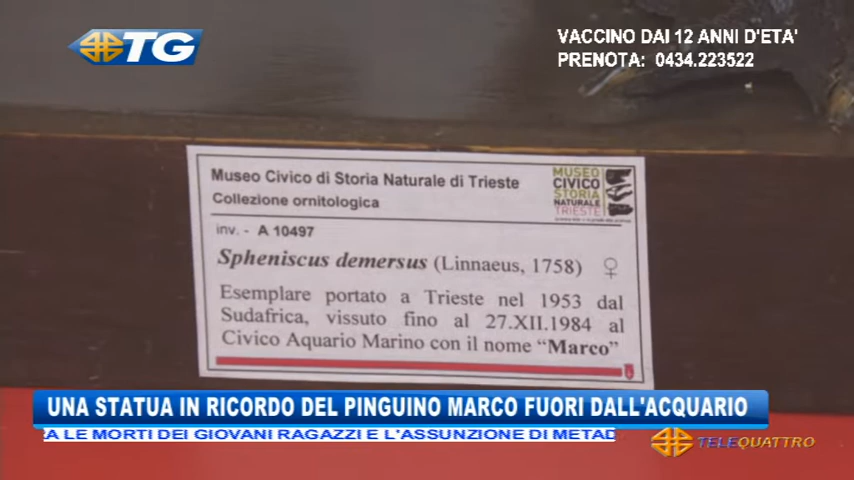 TG
VACCINO DAI 12 ANNI D'ETA'
PRENOTA: 0434.223522
Museo Civico di Storia Naturale di Trieste
Collezione ornitologica
MUSEO
CIVICO
STORIA
NATURALE
TRIESTE
inv. - A 10497
Spheniscus demersus (Linnaeus, 1758) ♀
Esemplare portato a Trieste nel 1953 dal
Sudafrica, vissuto fino al 27.XII.1984 al
Civico Aquario Marino con il nome “Marco”
UNA STATUA IN RICORDO DEL PINGUINO MARCO FUORI DALL'ACQUARIO
A LE MORTI DEI GIOVANI RAGAZZI E L'ASSUNZIONE DI METAD
TELEQUATTRO